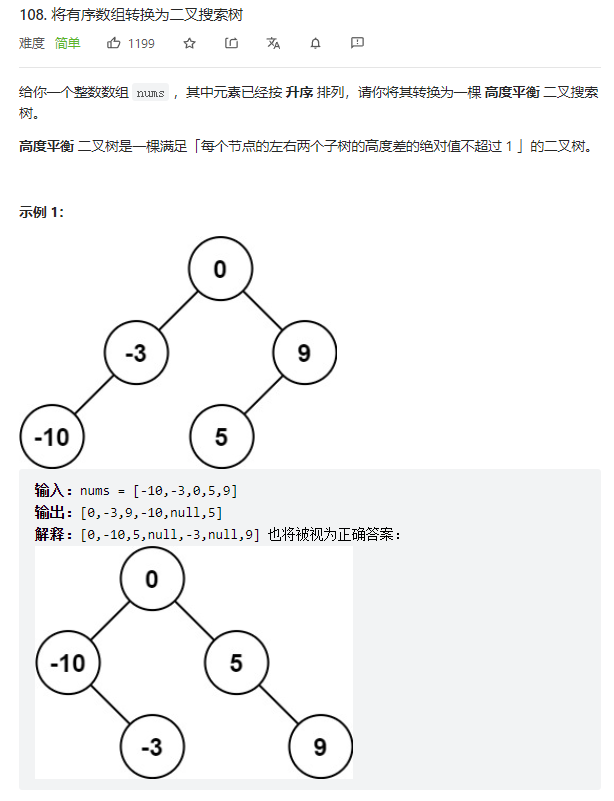 108. 将有序数组转换为二叉搜索树
难度 简单 1199
给你一个整数数组 nums ，其中元素已经按 升序 排列，请你将其转换为一棵 高度平衡 二叉搜索
树。
高度平衡 二叉树是一棵满足「每个节点的左右两个子树的高度差的绝对值不超过 1 」的二叉树。
示例 1：
0
-3 9
-10 5
输入：nums = [-10,-3,0,5,9]
输出：[0,-3,9,-10,null,5]
解释：[0,-10,5,null,-3,null,9] 也将被视为正确答案：
0
-10 5
-3 9